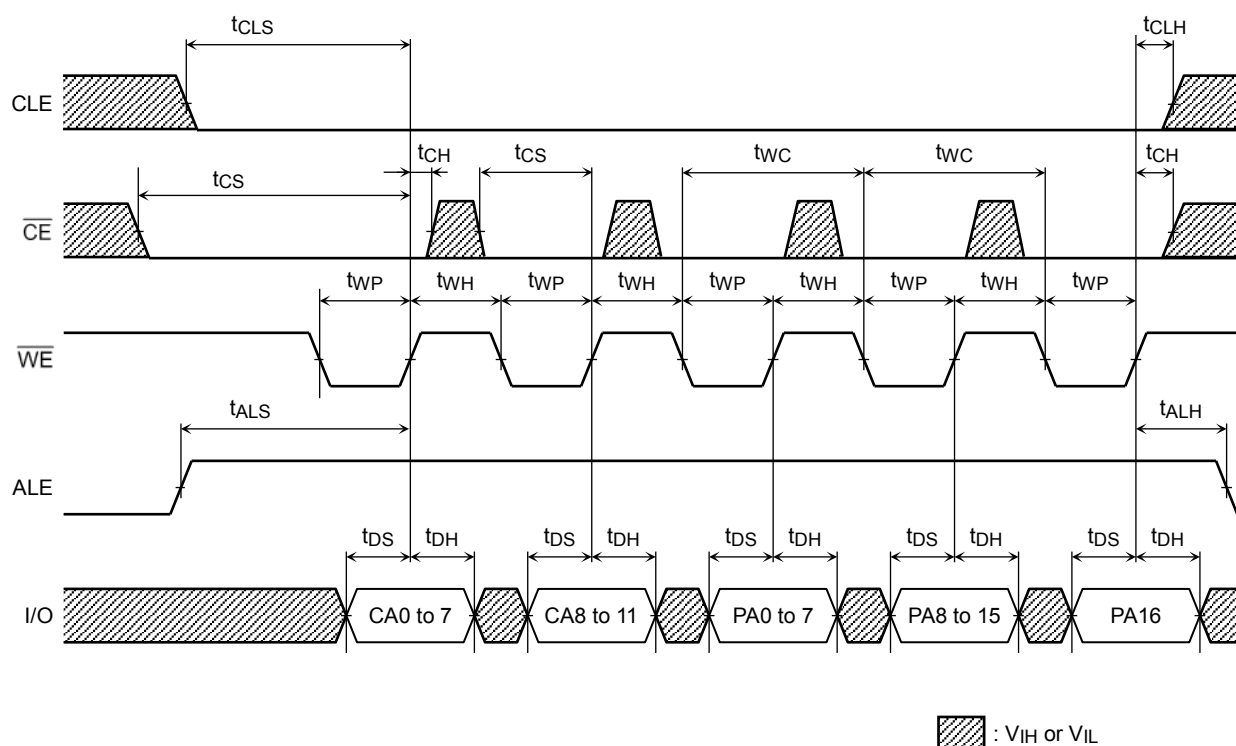 tCLS tCLH
CLE
tCH tCS tWC tWC tCH
tCS
CE
tWP tWH tWP tWH tWP tWH tWP tWH tWP
WE
tALS tALH
ALE
tDS tDH tDS tDH tDS tDH tDS tDH tDS tDH
I/O CA0 to 7 CA8 to 11 PA0 to 7 PA8 to 15 PA16
: VIH or VIL